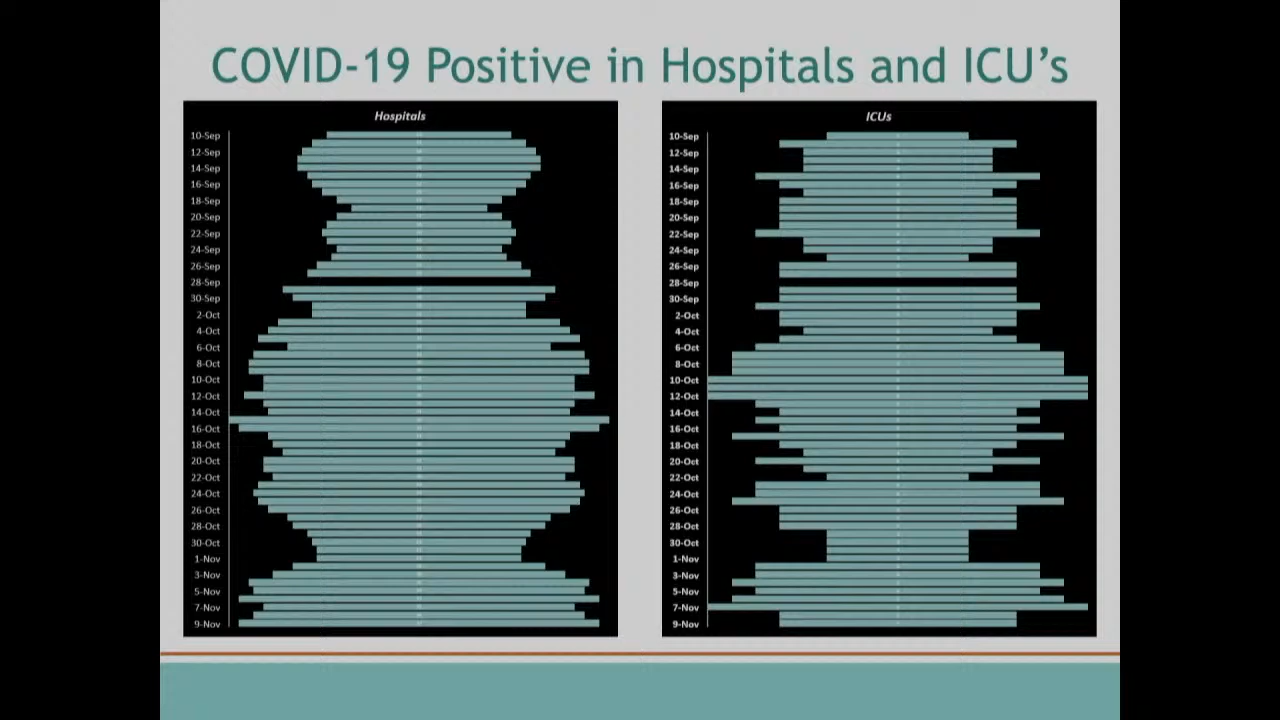 COVID-19 Positive in Hospitals and ICU's
Hospitals
10-Sep
12-Sep
14-Sep
16-Sep
18-Sep
20-Sep
22-Sep
24-Sep
26-Sep
28-Sep
30-Sep
2-Oct
4-Oct
6-Oct
8-Oct
10-Oct
12-Oct
14-Oct
16-Oct
18-Oct
20-Oct
22-Oct
24-Oct
26-Oct
28-Oct
30-Oct
1-Nov
3-Nov
5-Nov
7-Nov
9-Nov
ICUs
10-Sep
12-Sep
14-Sep
16-Sep
18-Sep
20-Sep
22-Sep
24-Sep
26-Sep
28-Sep
30-Sep
2-Oct
4-Oct
6-Oct
8-Oct
10-Oct
12-Oct
14-Oct
16-Oct
18-Oct
20-Oct
22-Oct
24-Oct
26-Oct
28-Oct
30-Oct
1-Nov
3-Nov
5-Nov
7-Nov
9-Nov